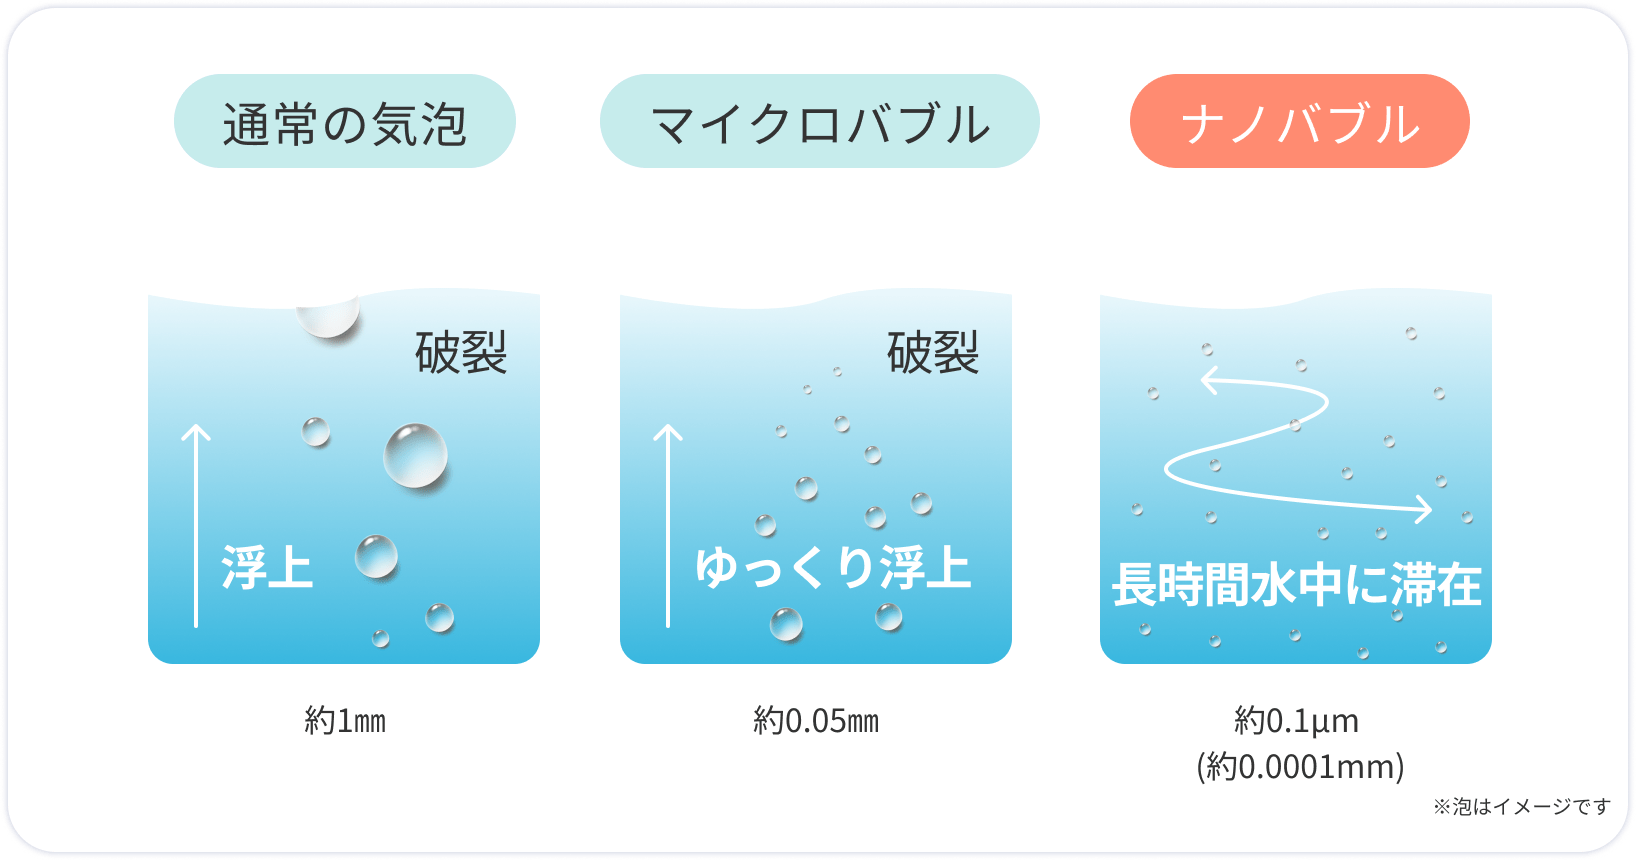 通常の気泡
マイクロバブル
ナノバブル
破裂
浮上
破裂
ゆっくり浮上
長時間水中に滞在
約1㎜
約0.05㎜
約0.1μm
(約0.0001mm)
※泡はイメージです